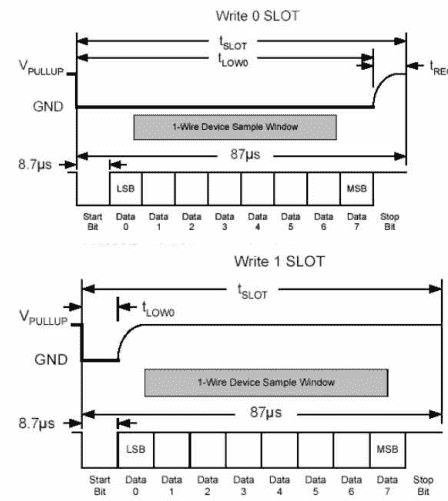 Write 0 SLOT
tSLOT
tLOW0
VPULLUP
tREC
GND
1-Wire Device Sample Window
8.7µs
87µs
LSB
MSB
Start Bit
Data 0
Data 1
Data 2
Data 3
Data 4
Data 5
Data 6
Data 7
Stop Bit
Write 1 SLOT
tSLOT
VPULLUP
tLOW0
GND
1-Wire Device Sample Window
8.7µs
87µs
LSB
MSB
Start Bit
Data 0
Data 1
Data 2
Data 3
Data 4
Data 5
Data 6
Data 7
Stop Bit